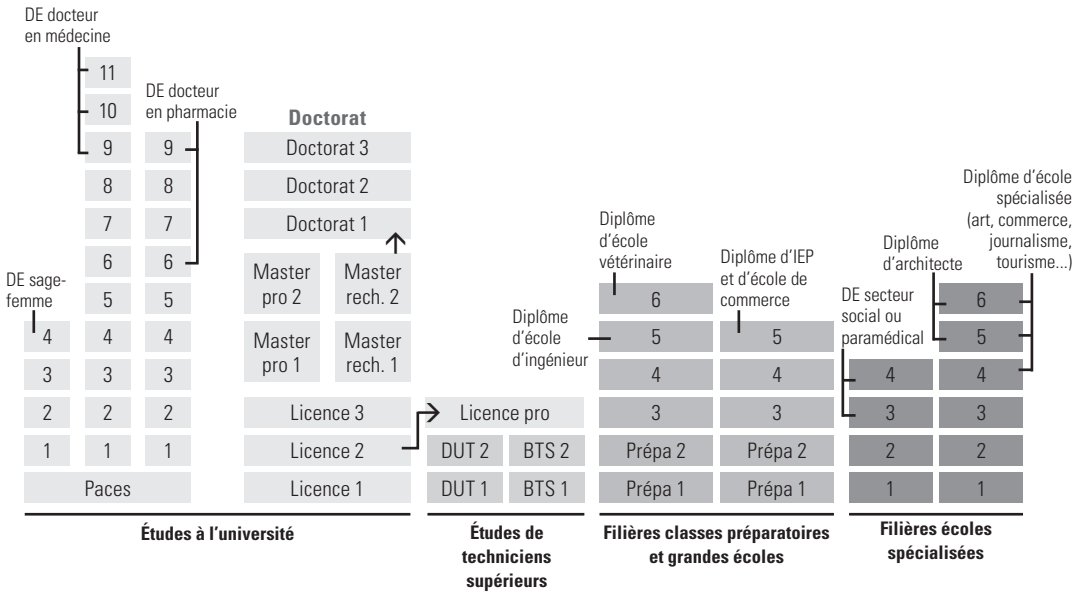 DE docteur
en médecine
11
10
9
8
7
6
5
4
3
2
1
DE docteur
en pharmacie
9
8
7
6
5
4
3
2
1
DE sage-
femme
4
3
2
1
Paces
Doctorat
Doctorat 3
Doctorat 2
Doctorat 1
Master
pro 2
Master
rech. 2
Master
pro 1
Master
rech. 1
Licence 3
Licence 2
Licence 1
Études à l’université
Licence pro
DUT 2
BTS 2
DUT 1
BTS 1
Études de
techniciens
supérieurs
Diplôme
d’école
vétérinaire
Diplôme
d’école
d’ingénieur
6
5
4
3
Prépa 2
Prépa 1
Diplôme d’IEP
et d’école de
commerce
5
4
3
Prépa 2
Prépa 1
Filières classes préparatoires
et grandes écoles
DE secteur
social ou
paramédical
4
3
2
1
Diplôme
d’architecte
Diplôme d’école
spécialisée
(art, commerce,
journalisme,
tourisme...)
6
5
4
3
2
1
Filières écoles
spécialisées